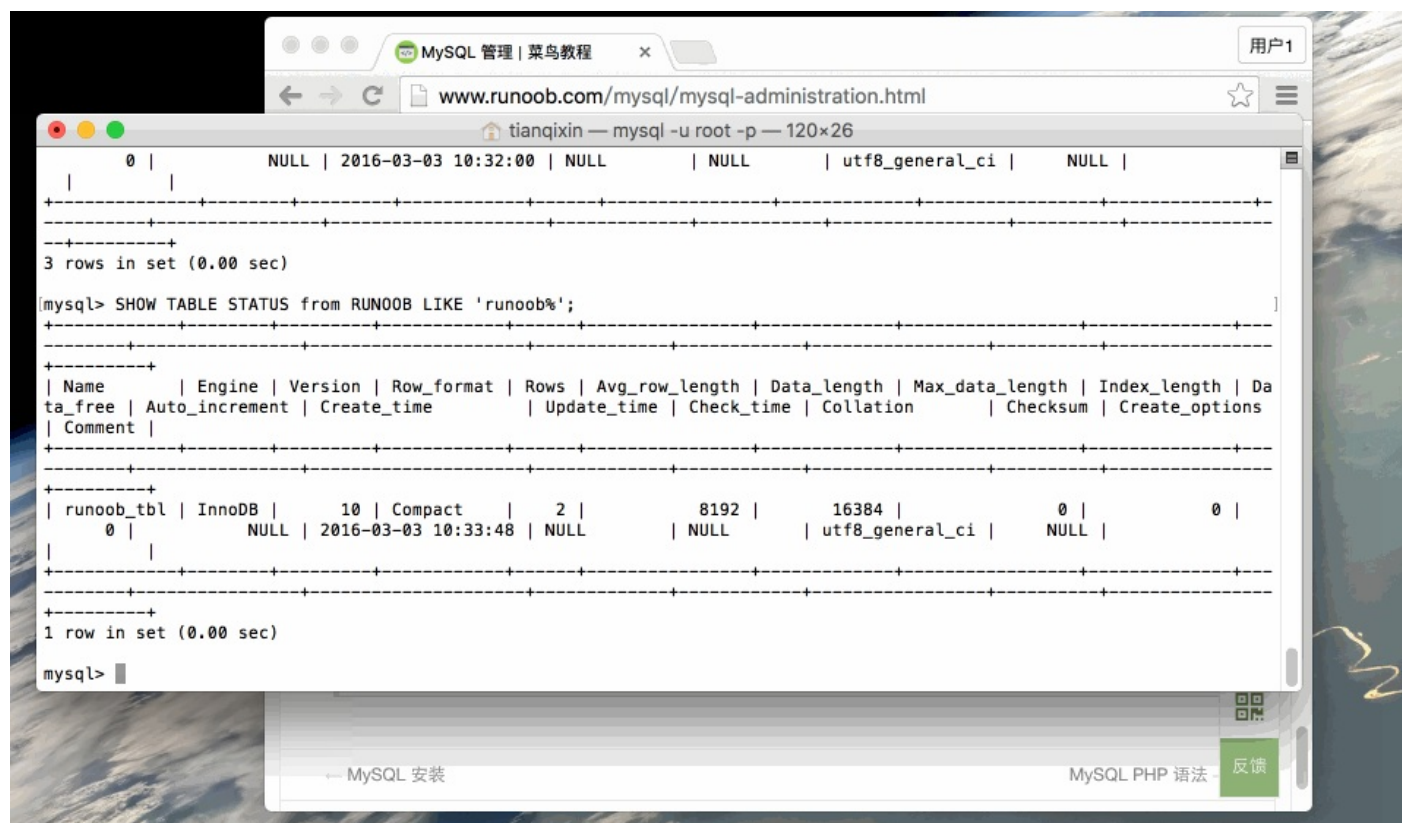 MySQL 管理 | 菜鸟教程 ×
用户1
www.runoob.com/mysql/mysql-administration.html
tianqixin — mysql -u root -p — 120×26
0 | NULL | 2016-03-03 10:32:00 | NULL | NULL | utf8_general_ci | NULL |
| |
+--------------+--------+---------+------------+------+----------------+-------------+-----------------+--------------+-
----------+----------------+---------------------+-------------+------------+-----------------+----------+--------------
--+---------+
3 rows in set (0.00 sec)
[mysql> SHOW TABLE STATUS from RUNOOB LIKE 'runoob%'; ]
+------------+--------+---------+------------+------+----------------+-------------+-----------------+--------------+---
--------+----------------+---------------------+-------------+------------+-----------------+----------+----------------
+---------+
| Name | Engine | Version | Row_format | Rows | Avg_row_length | Data_length | Max_data_length | Index_length | Da
ta_free | Auto_increment | Create_time | Update_time | Check_time | Collation | Checksum | Create_options
| Comment |
+------------+--------+---------+------------+------+----------------+-------------+-----------------+--------------+---
--------+----------------+---------------------+-------------+------------+-----------------+----------+----------------
+---------+
| runoob_tbl | InnoDB | 10 | Compact | 2 | 8192 | 16384 | 0 | 0 |
0 | NULL | 2016-03-03 10:33:48 | NULL | NULL | utf8_general_ci | NULL |
| |
+------------+--------+---------+------------+------+----------------+-------------+-----------------+--------------+---
--------+----------------+---------------------+-------------+------------+-----------------+----------+----------------
+---------+
1 row in set (0.00 sec)
mysql>
← MySQL 安装
MySQL PHP 语法
反馈